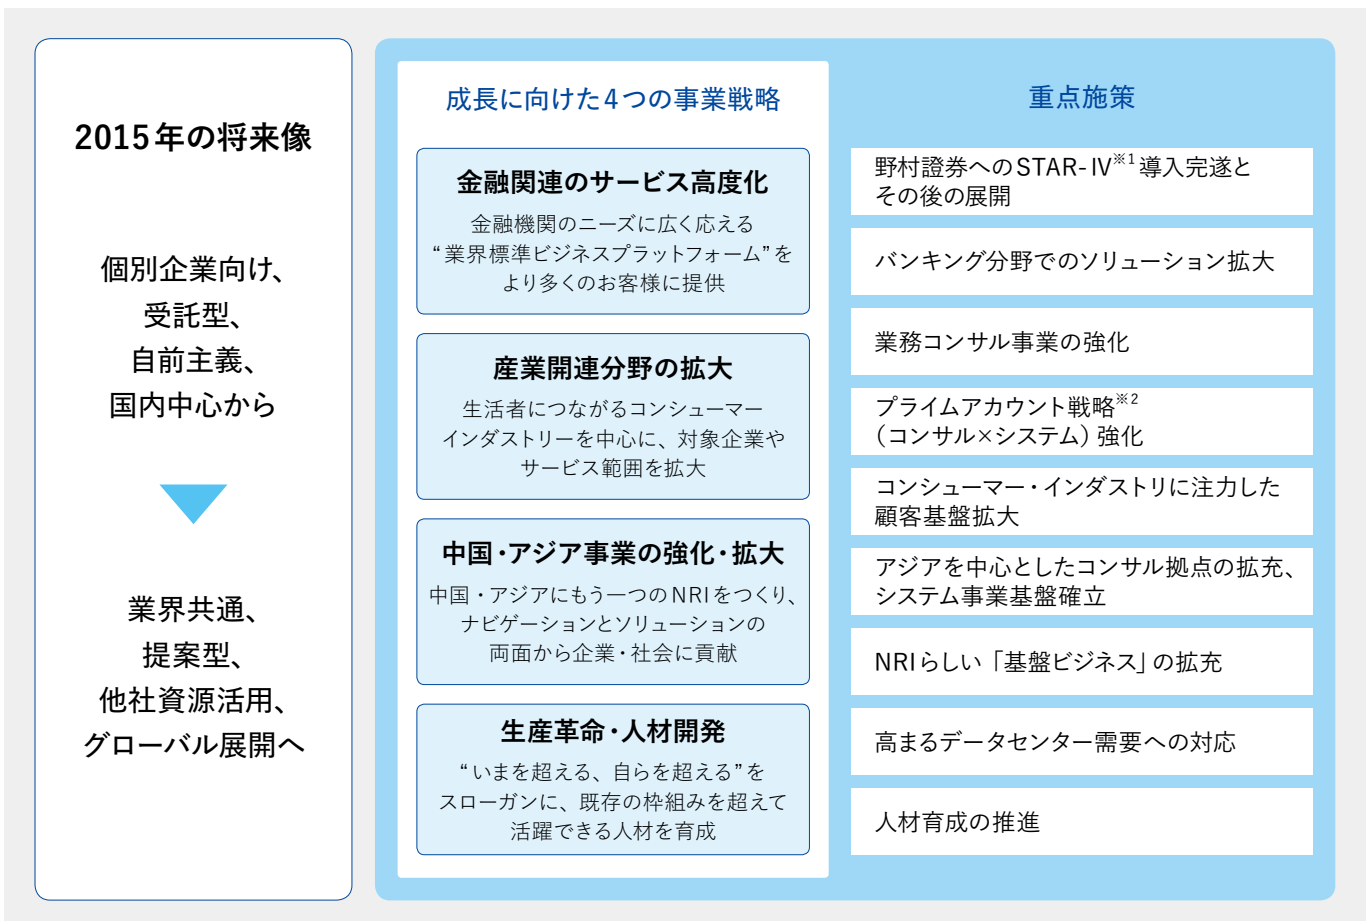 2015年の将来像
個別企業向け、
受託型、
自前主義、
国内中心から
業界共通、
提案型、
他社資源活用、
グローバル展開へ
成長に向けた4つの事業戦略
金融関連のサービス高度化
金融機関のニーズに広く応える
“業界標準ビジネスプラットフォーム”を
より多くのお客様に提供
産業開連分野の拡大
生活者につながるコンシューマー
インダストリーを中心に、対象企業や
サービス範囲を拡大
中国・アジア事業の強化・拡大
中国・アジアにもう一つのNRIをつくり、
ナビゲーションとソリューションの
両面から企業・社会に貢献
生産革命・人材開発
“いまを超える、自らを超える”を
スローガンに、既存の枠組みを超えて
活躍できる人材を育成
重点施策
野村證券へのSTAR-Ⅳ※1導入完遂と
その後の展開
バンキング分野でのソリューション拡大
業務コンサル事業の強化
プライムアカウント戦略※2
（コンサル×システム）強化
コンシューマー・インダストリに注力した
顧客基盤拡大
アジアを中心としたコンサル拠点の拡充、
システム事業基盤確立
NRIらしい「基盤ビジネス」の拡充
高まるデータセンター需要への対応
人材育成の推進